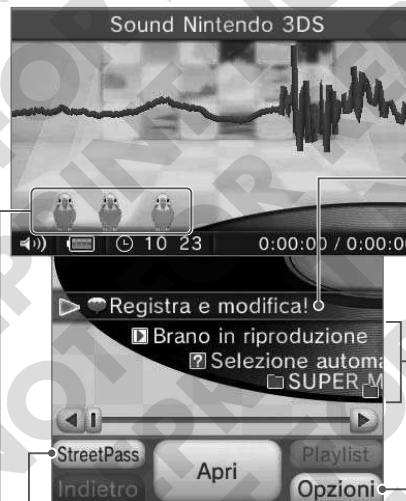 Sound Nintendo 3DS
10 23 0:00:00 / 0:00:00
Registra e modifica!
Brano in riproduzione
? Selezione automa
SUPER M
StreetPass
Apri
Playlist
Indietro
Opzioni